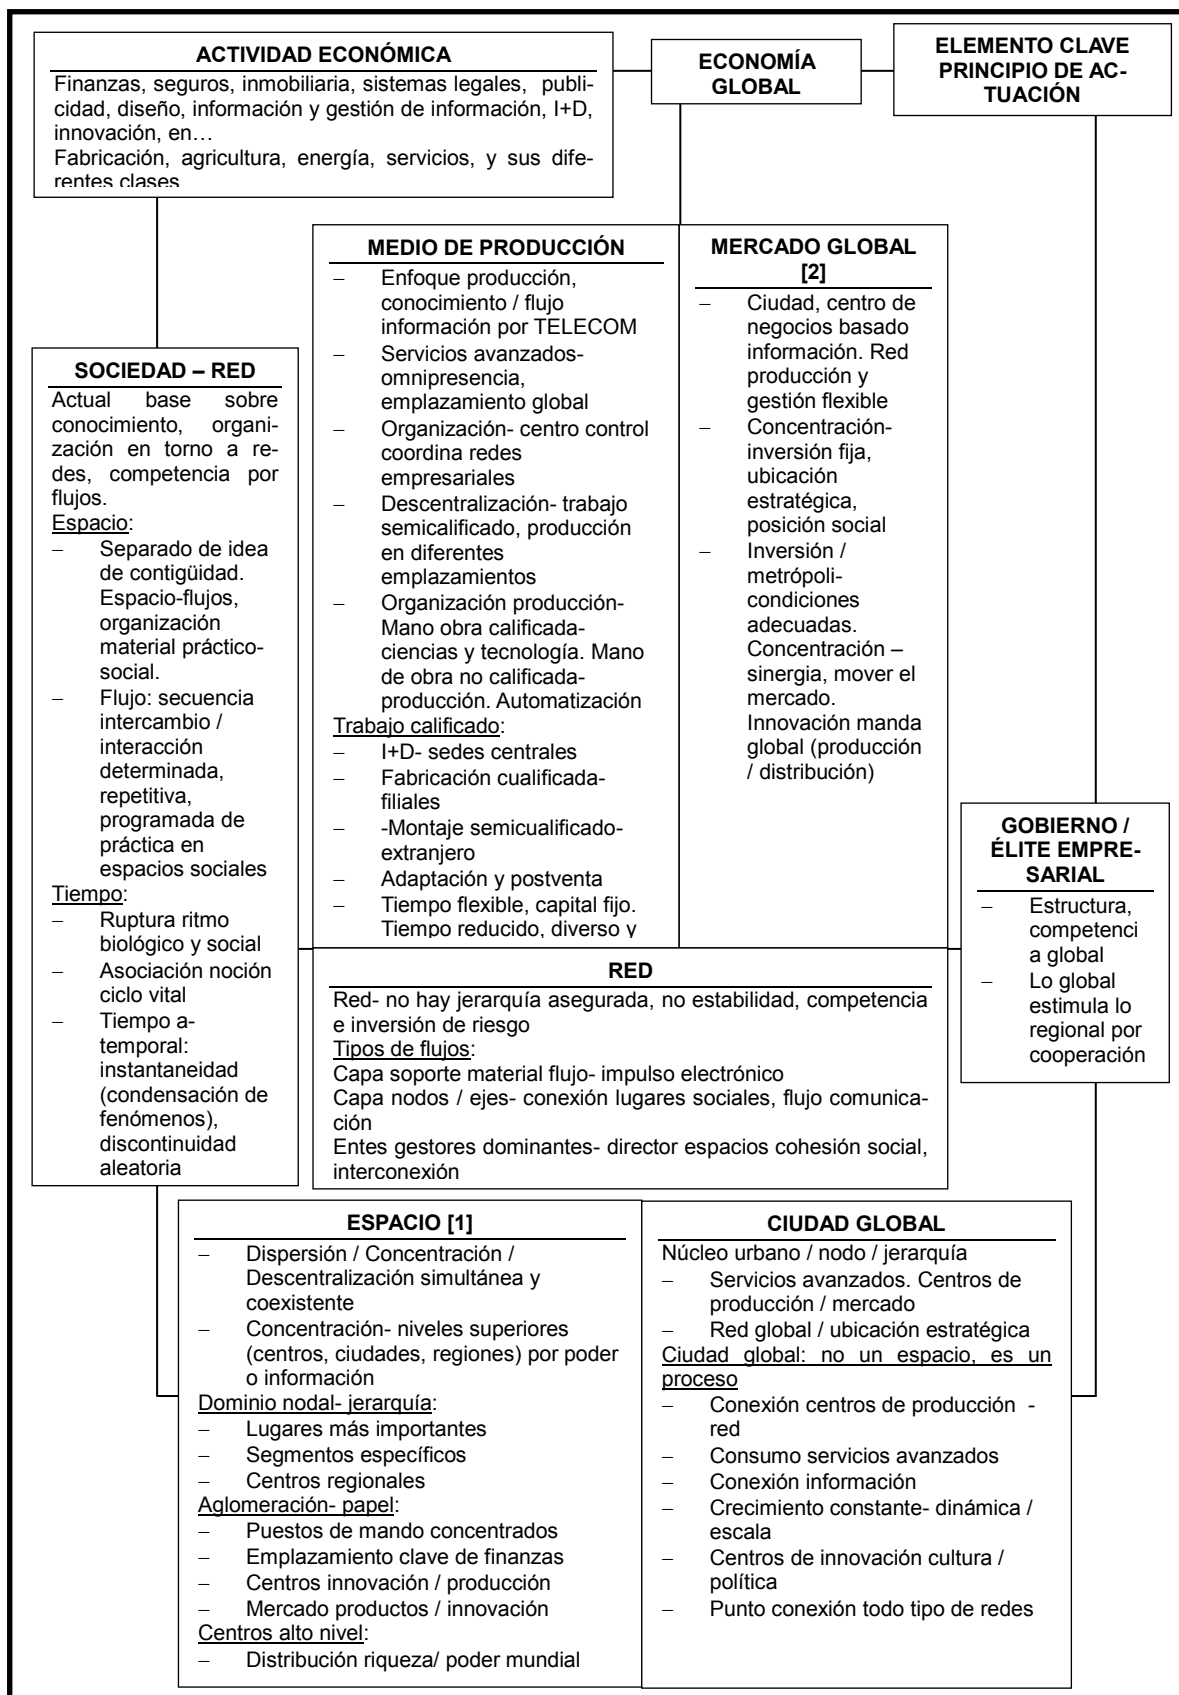 ACTIVIDAD ECONÓMICA
Finanzas, seguros, inmobiliaria, sistemas legales, publi-
cidad, diseño, información y gestión de información, I+D,
innovación, en…
Fabricación, agricultura, energía, servicios, y sus dife-
rentes clases
ECONOMÍA
GLOBAL
ELEMENTO CLAVE
PRINCIPIO DE AC-
TUACIÓN
MEDIO DE PRODUCCIÓN
– Enfoque producción,
conocimiento / flujo
información por TELECOM
– Servicios avanzados-
omnipresencia,
emplazamiento global
– Organización- centro control
coordina redes
empresariales
– Descentralización- trabajo
semicalificado, producción
en diferentes
emplazamientos
– Organización producción-
Mano obra calificada-
ciencias y tecnología. Mano
de obra no calificada-
producción. Automatización
Trabajo calificado:
– I+D- sedes centrales
– Fabricación cualificada-
filiales
– -Montaje semicualificado-
extranjero
– Adaptación y postventa
– Tiempo flexible, capital fijo.
Tiempo reducido, diverso y
MERCADO GLOBAL
[2]
– Ciudad, centro de
negocios basado
información. Red
producción y
gestión flexible
– Concentración-
inversión fija,
ubicación
estratégica,
posición social
– Inversión /
metrópoli-
condiciones
adecuadas.
Concentración –
sinergia, mover el
mercado.
Innovación manda
global (producción
/ distribución)
SOCIEDAD – RED
Actual base sobre
conocimiento, organi-
zación en torno a re-
des, competencia por
flujos.
Espacio:
– Separado de idea
de contigüidad.
Espacio-flujos,
organización
material práctico-
social.
– Flujo: secuencia
intercambio /
interacción
determinada,
repetitiva,
programada de
práctica en
espacios sociales
Tiempo:
– Ruptura ritmo
biológico y social
– Asociación noción
ciclo vital
– Tiempo a-
temporal:
instantaneidad
(condensación de
fenómenos),
discontinuidad
aleatoria
GOBIERNO /
ÉLITE EMPRE-
SARIAL
– Estructura,
competenci
a global
– Lo global
estimula lo
regional por
cooperación
RED
Red- no hay jerarquía asegurada, no estabilidad, competencia
e inversión de riesgo
Tipos de flujos:
Capa soporte material flujo- impulso electrónico
Capa nodos / ejes- conexión lugares sociales, flujo comunica-
ción
Entes gestores dominantes- director espacios cohesión social,
interconexión
ESPACIO [1]
– Dispersión / Concentración /
Descentralización simultánea y
coexistente
– Concentración- niveles superiores
(centros, ciudades, regiones) por poder
o información
Dominio nodal- jerarquía:
– Lugares más importantes
– Segmentos específicos
– Centros regionales
Aglomeración- papel:
– Puestos de mando concentrados
– Emplazamiento clave de finanzas
– Centros innovación / producción
– Mercado productos / innovación
Centros alto nivel:
– Distribución riqueza/ poder mundial
CIUDAD GLOBAL
Núcleo urbano / nodo / jerarquía
– Servicios avanzados. Centros de
producción / mercado
– Red global / ubicación estratégica
Ciudad global: no un espacio, es un
proceso
– Conexión centros de producción -
red
– Consumo servicios avanzados
– Conexión información
– Crecimiento constante- dinámica /
escala
– Centros de innovación cultura /
política
– Punto conexión todo tipo de redes